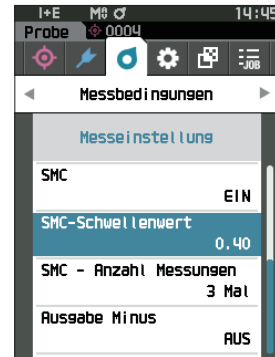 I+E M0 14:45
Probe 0004
-JOB
Messbedingungen
Messeinstellung
SMC
EIN
SMC-Schwellenwert
0,40
SMC - Anzahl Messungen
3 Mal
Ausgabe Minus
AUS